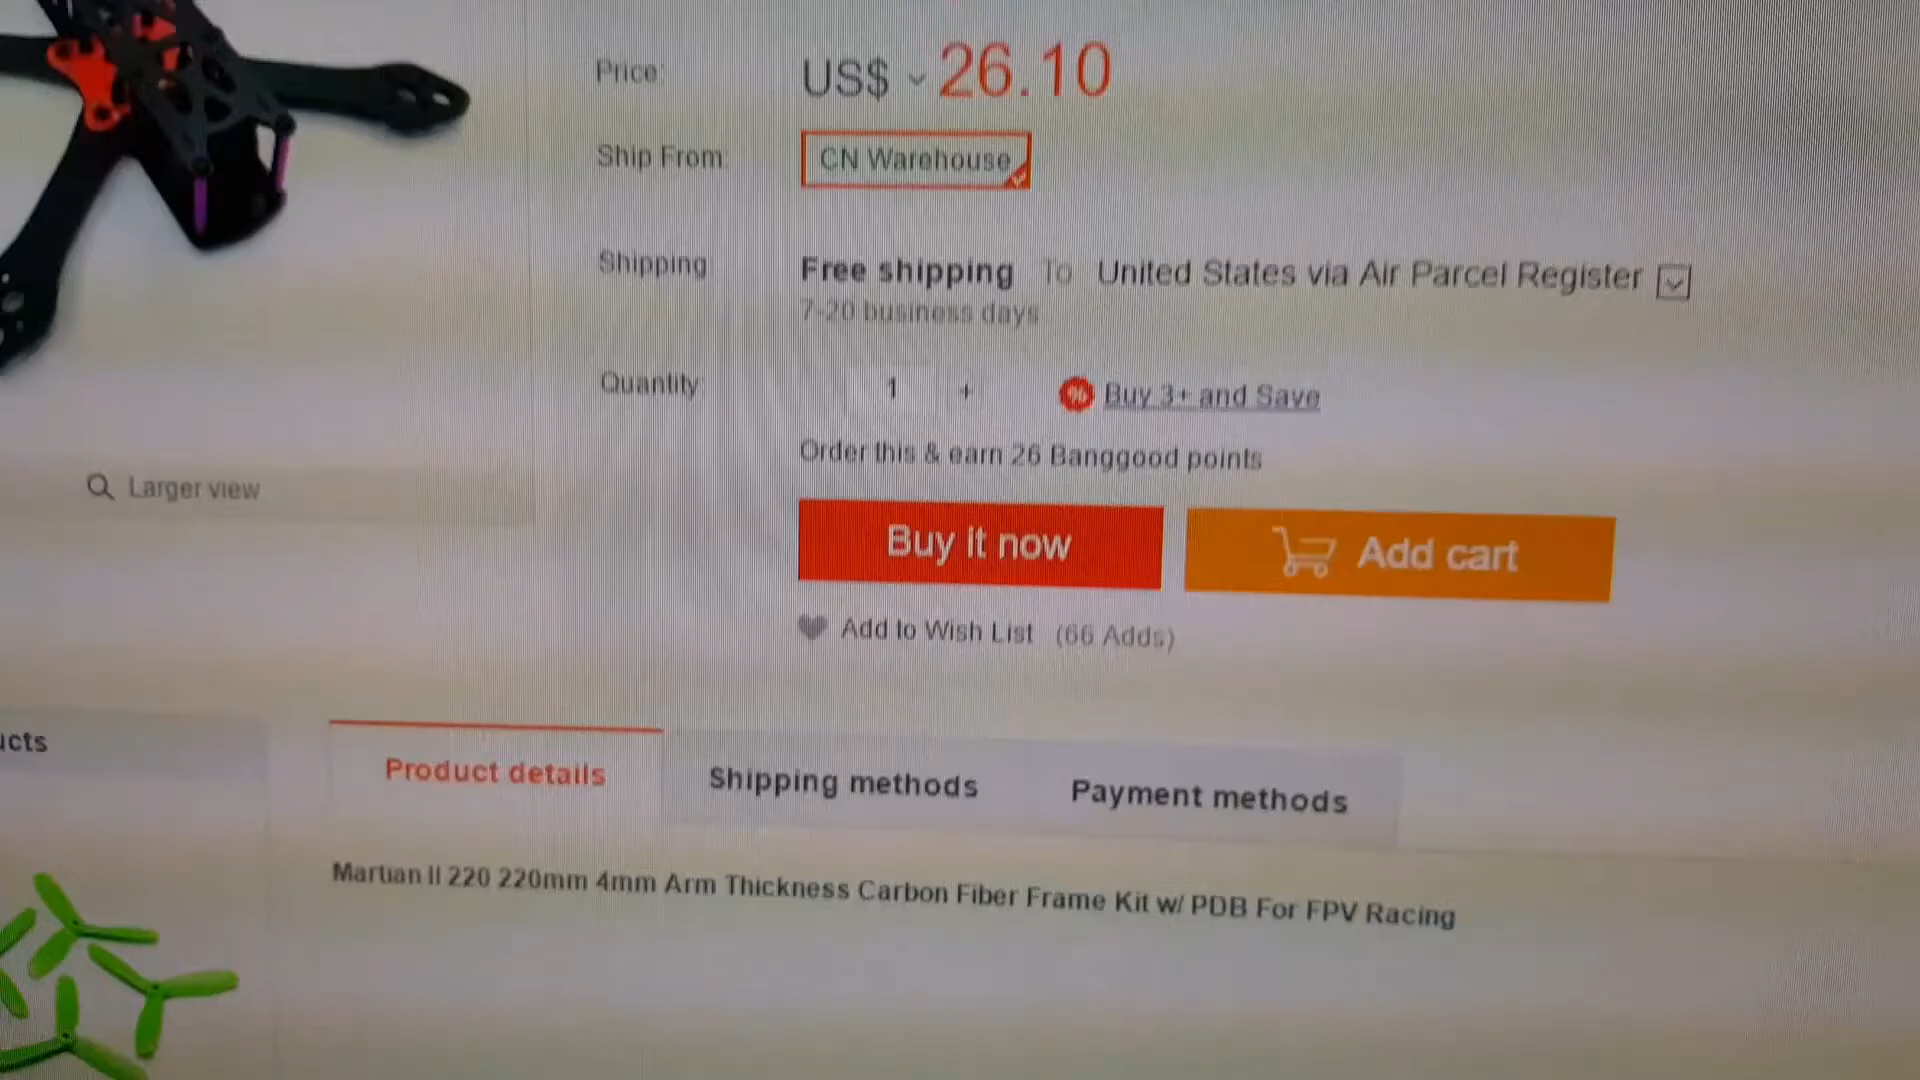 Price:
US$ 26.10
Ship From:
CN Warehouse
Shipping
Free shipping To United States via Air Parcel Register
7-20 business days
Quantity
1 +
% Buy 3+ and Save
Order this & earn 26 Banggood points
Larger view
Buy it now
Add cart
Add to Wish List (66 Adds)
ucts
Product details
Shipping methods
Payment methods
Martian II 220 220mm 4mm Arm Thickness Carbon Fiber Frame Kit w/ PDB For FPV Racing